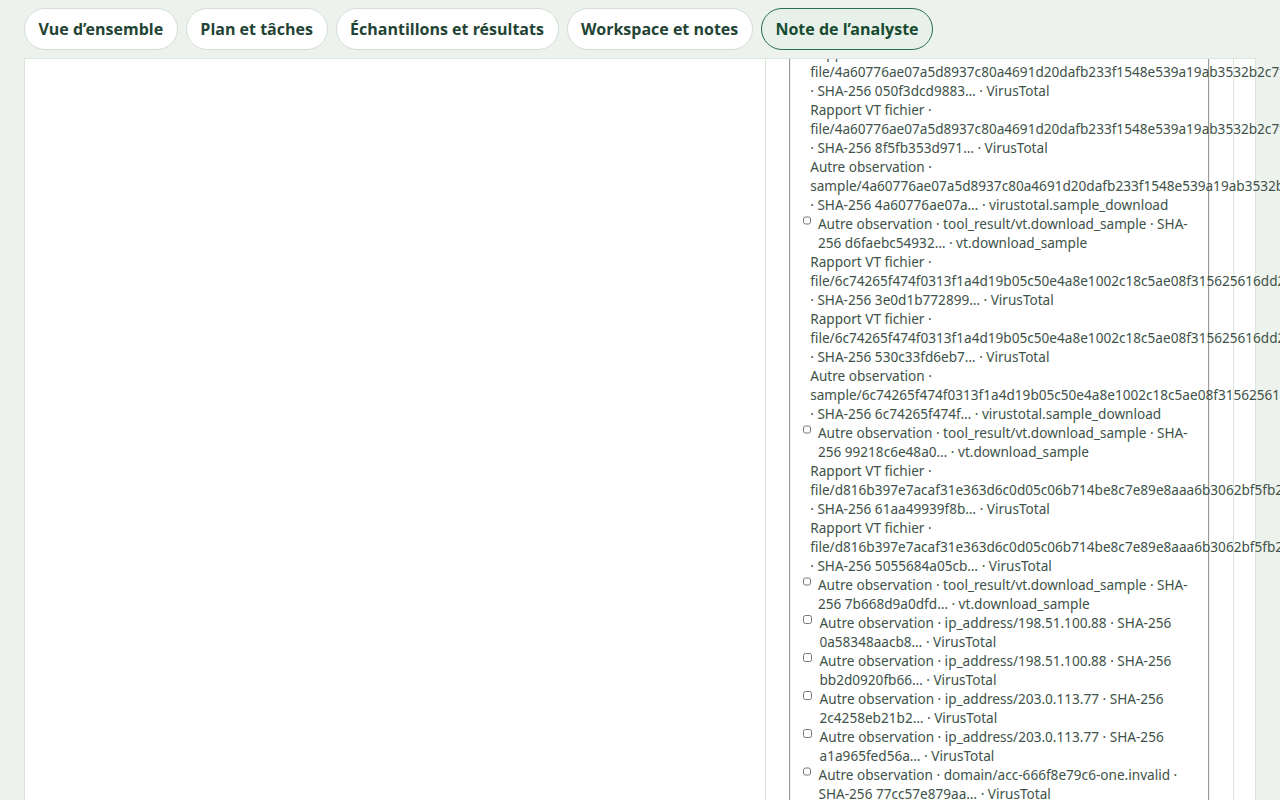 Vue d’ensemble
Plan et tâches
Échantillons et résultats
Workspace et notes
Note de l’analyste
file/4a60776ae07a5d8937c80a4691d20dafb233f1548e539a19ab3532b2c7
· SHA-256 050f3dcd9883... · VirusTotal
Rapport VT fichier ·
file/4a60776ae07a5d8937c80a4691d20dafb233f1548e539a19ab3532b2c7
· SHA-256 8f5fb353d971... · VirusTotal
Autre observation ·
sample/4a60776ae07a5d8937c80a4691d20dafb233f1548e539a19ab3532b
· SHA-256 4a60776ae07a... · virustotal.sample_download
Autre observation · tool_result/vt.download_sample · SHA-
256 d6faebc54932... · vt.download_sample
Rapport VT fichier ·
file/6c74265f474f0313f1a4d19b05c50e4a8e1002c18c5ae08f315625616dd2
· SHA-256 3e0d1b772899... · VirusTotal
Rapport VT fichier ·
file/6c74265f474f0313f1a4d19b05c50e4a8e1002c18c5ae08f315625616dd2
· SHA-256 530c33fd6eb7... · VirusTotal
Autre observation ·
sample/6c74265f474f0313f1a4d19b05c50e4a8e1002c18c5ae08f31562561
· SHA-256 6c74265f474f... · virustotal.sample_download
Autre observation · tool_result/vt.download_sample · SHA-
256 99218c6e48a0... · vt.download_sample
Rapport VT fichier ·
file/d816b397e7acaf31e363d6c0d05c06b714be8c7e89e8aaa6b3062bf5fb2
· SHA-256 61aa49939f8b... · VirusTotal
Rapport VT fichier ·
file/d816b397e7acaf31e363d6c0d05c06b714be8c7e89e8aaa6b3062bf5fb2
· SHA-256 5055684a05cb... · VirusTotal
Autre observation · tool_result/vt.download_sample · SHA-
256 7b668d9a0dfd... · vt.download_sample
Autre observation · ip_address/198.51.100.88 · SHA-256
0a58348aacb8... · VirusTotal
Autre observation · ip_address/198.51.100.88 · SHA-256
bb2d0920fb66... · VirusTotal
Autre observation · ip_address/203.0.113.77 · SHA-256
2c4258eb21b2... · VirusTotal
Autre observation · ip_address/203.0.113.77 · SHA-256
a1a965fed56a... · VirusTotal
Autre observation · domain/acc-666f8e79c6-one.invalid ·
SHA-256 77cc57e879aa... · VirusTotal